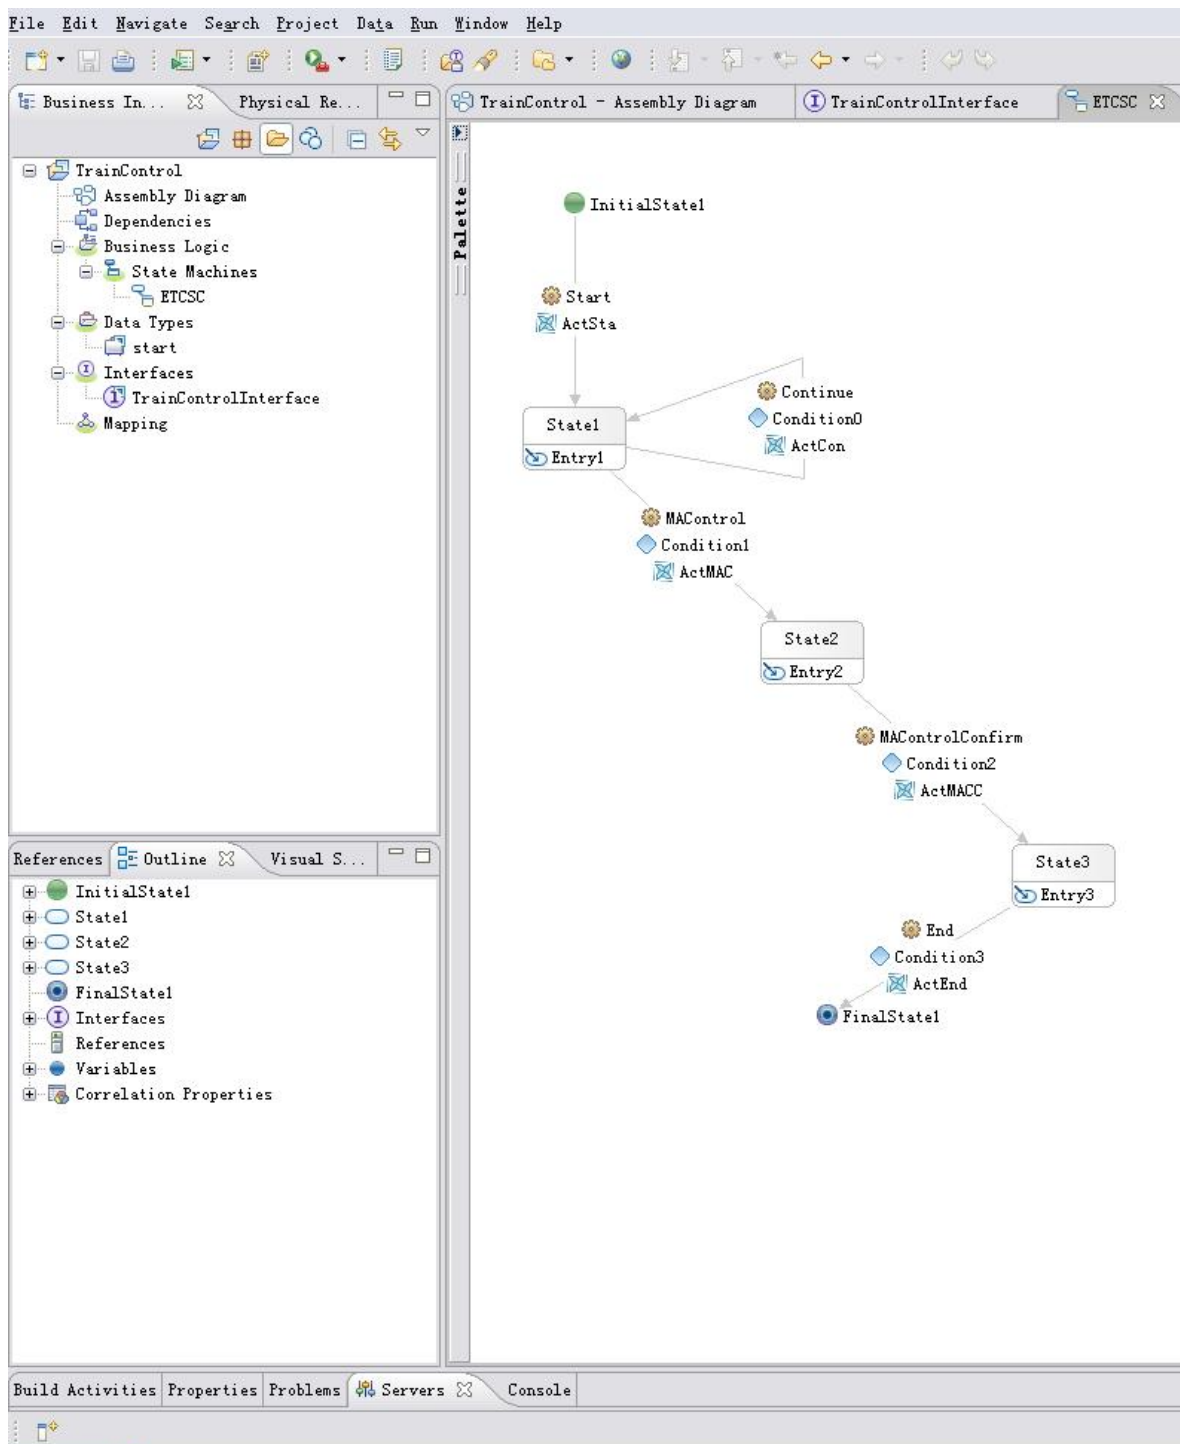 File Edit Navigate Search Project Data Run Window Help
Business In... Physical Re...
TrainControl - Assembly Diagram TrainControlInterface ETCSC
TrainControl
Assembly Diagram
Dependencies
Business Logic
State Machines
ETCSC
Data Types
start
Interfaces
TrainControlInterface
Mapping
Palette
InitialState1
Start
ActSta
Continue
Condition0
ActCon
State1
Entry1
MAControl
Condition1
ActMAC
State2
Entry2
MAControlConfirm
Condition2
ActMACC
State3
Entry3
End
Condition3
ActEnd
FinalState1
References Outline Visual S...
InitialState1
State1
State2
State3
FinalState1
Interfaces
References
Variables
Correlation Properties
Build Activities Properties Problems Servers Console